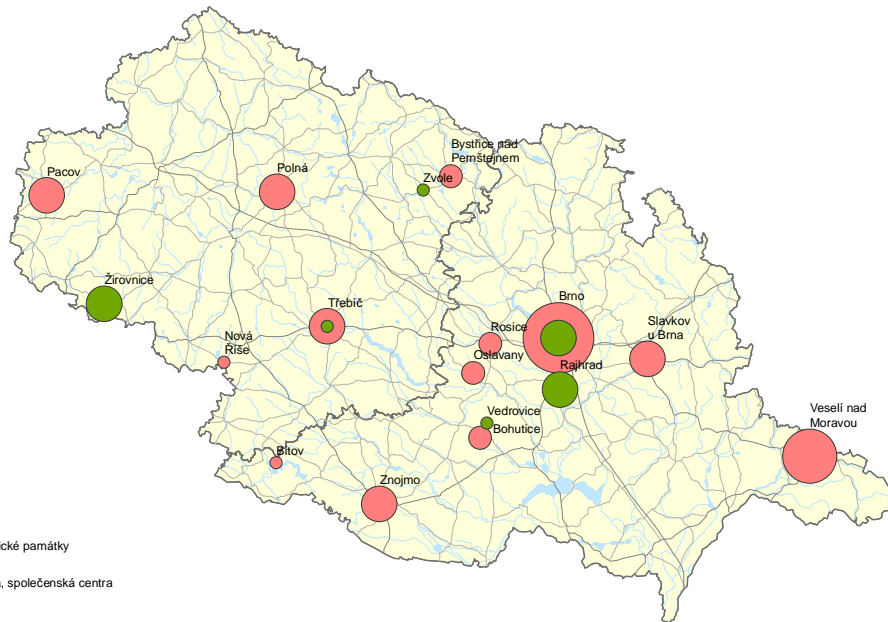 Bystřice nad
Pernštejnem
Polná
Pacov
Zvole
Žirovnice
Třebíč
Brno
Nová
Říše
Rosice
Slavkov
u Brna
Oslavany
Rajhrad
Vedrovice
Bohutice
Veselí nad
Moravou
Bítov
Znojmo
ické památky
, společenská centra